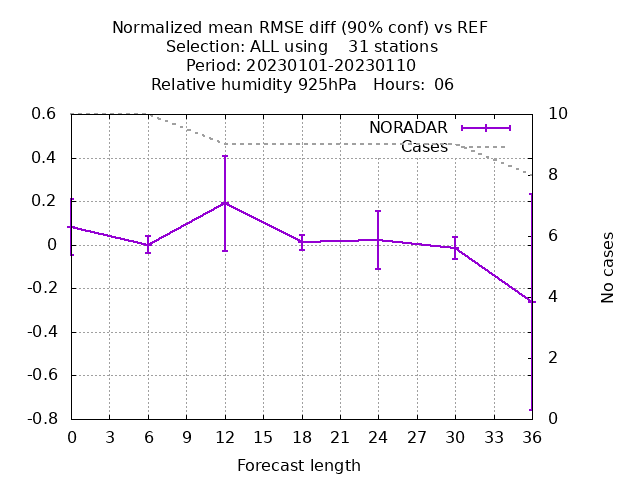 Normalized mean RMSE diff (90% conf) vs REF
Selection: ALL using    31 stations
Period: 20230101-20230110
Relative humidity 925hPa   Hours:  06
NORADAR
Cases
0.6
0.4
0.2
0
-0.2
-0.4
-0.6
-0.8
10
8
6
4
2
0
No cases
0 3 6 9 12 15 18 21 24 27 30 33 36
Forecast length